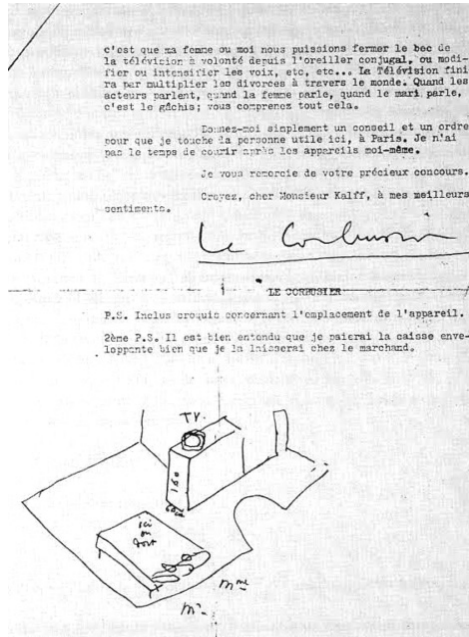 c'est que ma femme ou moi nous puissions fermer le bec de
la télévision à volonté depuis l'oreiller conjugal, ou modi-
fier ou intensifier les voix, etc, etc... La Télévision fini
ra par multiplier les divorces à travers le monde. Quand les
acteurs parlent, quand la femme parle, quand le mari parle,
c'est le gâchis; vous comprenez tout cela.
Donnez-moi simplement un conseil et un ordre
pour que je touche la personne utile ici, à Paris. Je n'ai
pas le temps de courir après les appareils moi-même.
Je vous remercie de votre précieux concours.
Croyez, cher Monsieur Kalff, à mes meilleurs
sentiments.
Le Corbusier
LE CORBUSIER
P.S. Inclus croquis concernant l'emplacement de l'appareil.
2ème P.S. Il est bien entendu que je paierai la caisse enve-
loppante bien que je la laisserai chez le marchand.
TV.
160
ici
on
dort
Mme
Mr